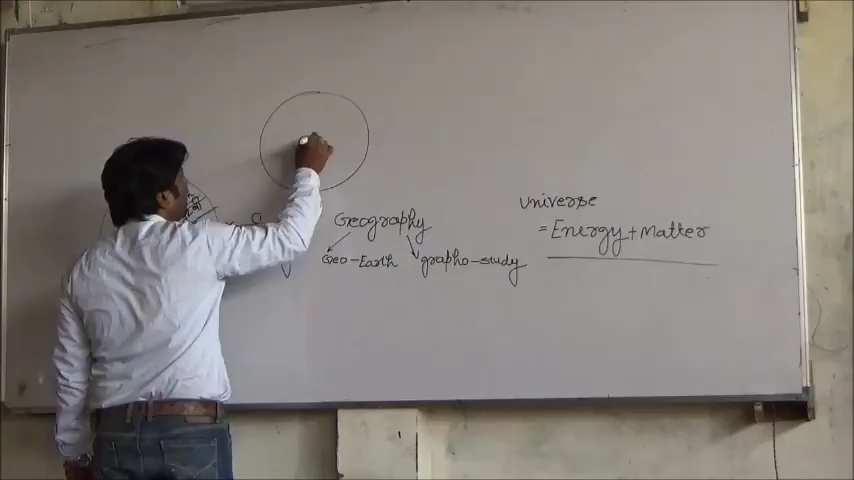 Geography
Geo-Earth grapho-study
universe
= Energy + Matter